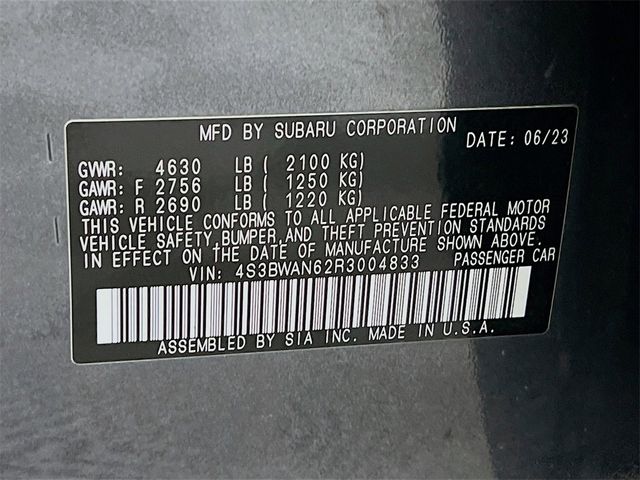 MFD BY SUBARU CORPORATION DATE: 06/23
GVWR: 4630 LB ( 2100 KG)
GAWR: F 2756 LB ( 1250 KG)
GAWR: R 2690 LB ( 1220 KG)
THIS VEHICLE CONFORMS TO ALL APPLICABLE FEDERAL MOTOR
VEHICLE SAFETY,BUMPER,AND THEFT PREVENTION STANDARDS
IN EFFECT ON THE DATE OF MANUFACTURE SHOWN ABOVE.
VIN: 4S3BWAN62R3004833 PASSENGER CAR
ASSEMBLED BY SIA INC. MADE IN U.S.A.